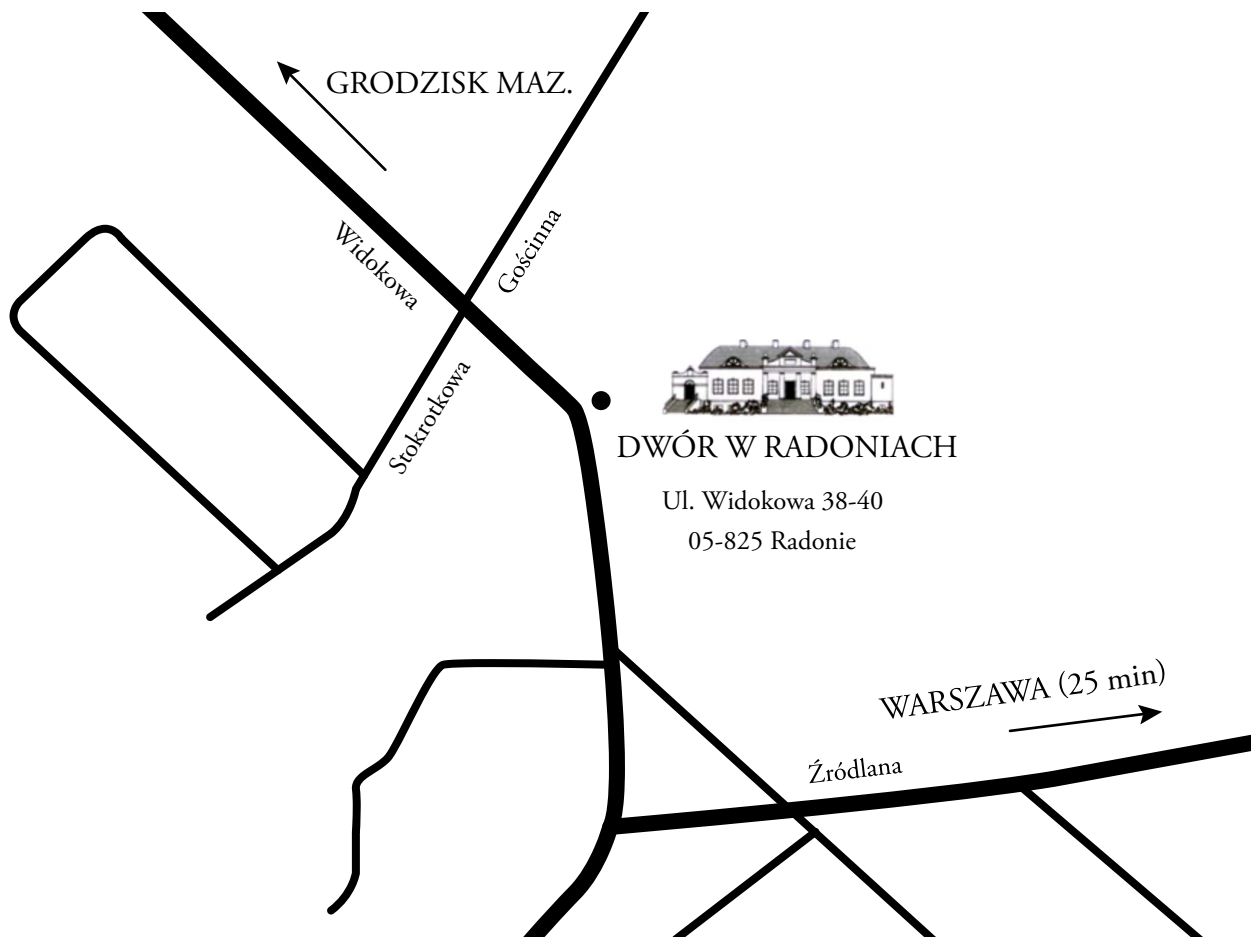 GRODZISK MAZ.
Widokowa
Gościnna
Stokrotkowa
DWÓR W RADONIACH
Ul. Widokowa 38-40
05-825 Radonie
WARSZAWA (25 min)
Źródlana